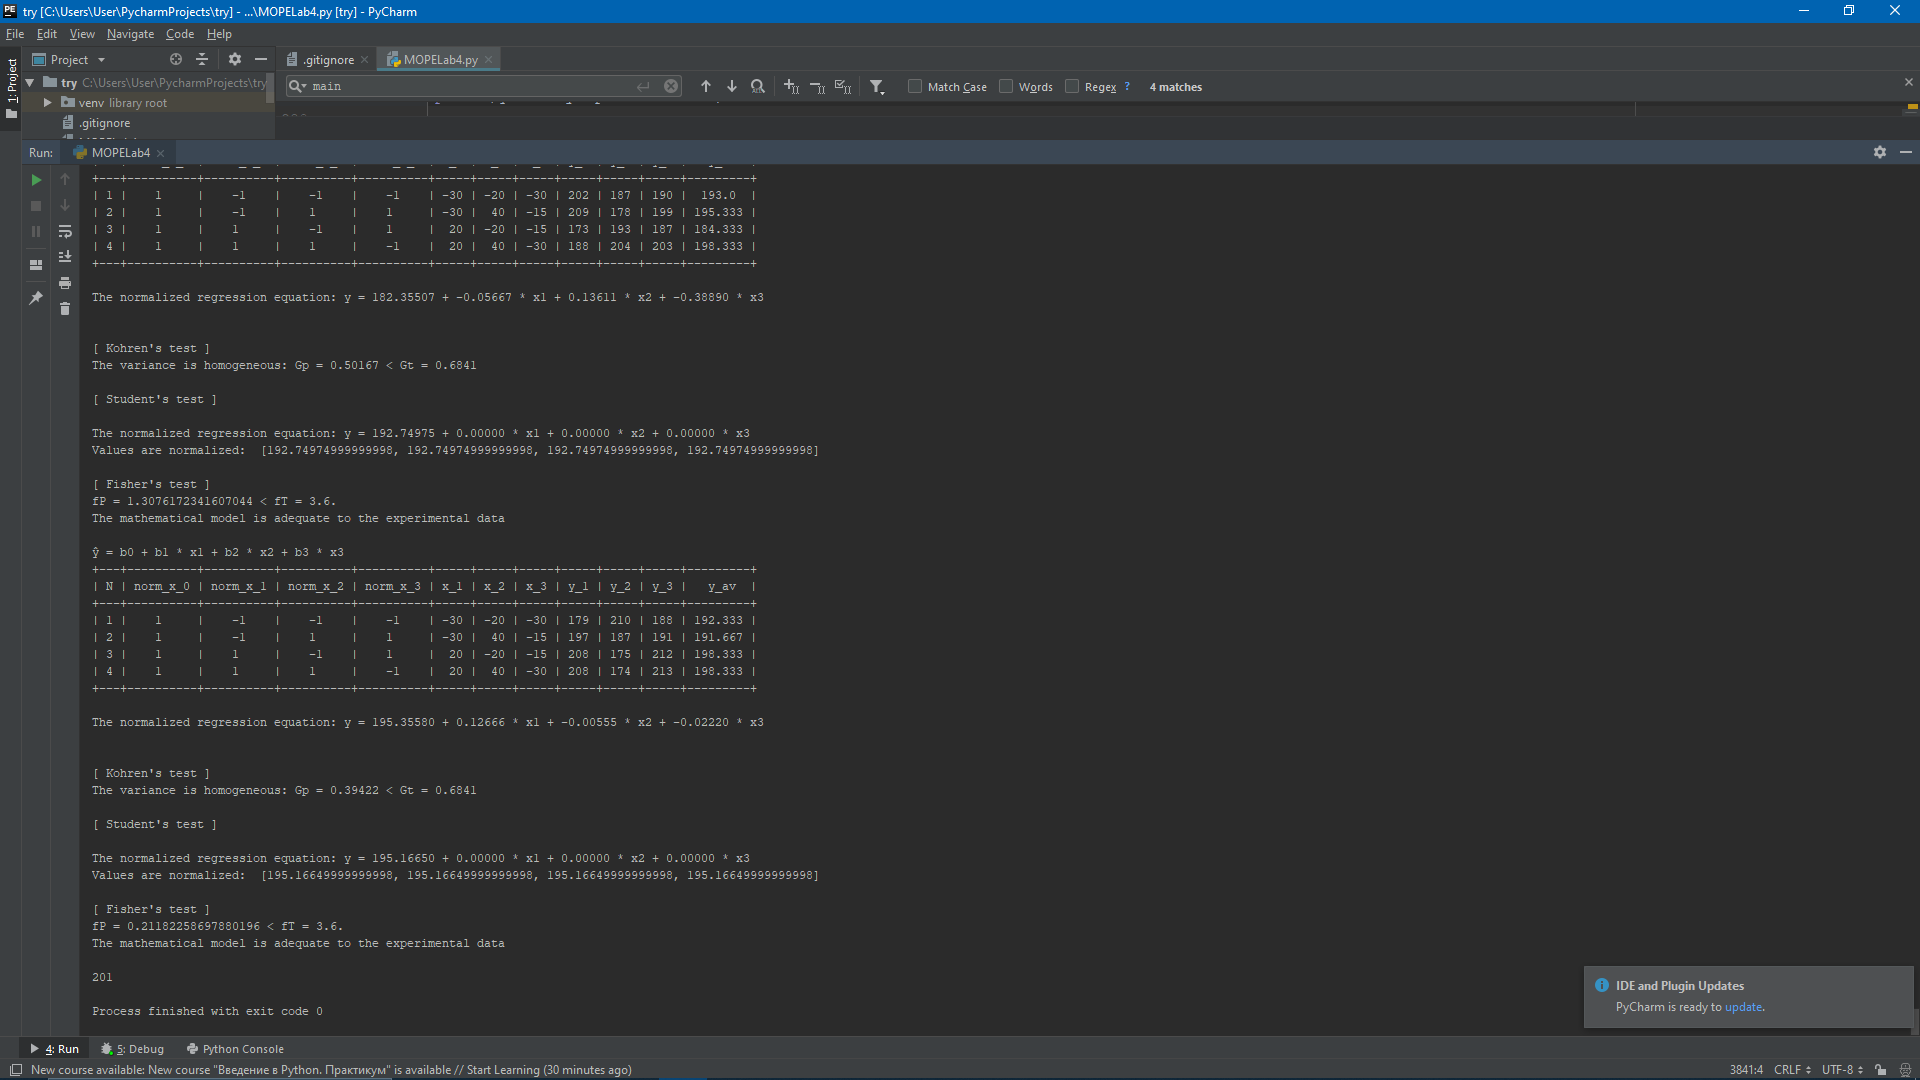 try [C:\Users\User\PycharmProjects\try] - ...\MOPELab4.py [try] - PyCharm
File Edit View Navigate Code Help
Project .gitignore MOPELab4.py
1: Project
try C:\Users\User\PycharmProjects\try
main Match Case Words Regex ? 4 matches
venv library root
.gitignore
Run: MOPELab4
+---+----------+----------+----------+----------+-----+-----+-----+-----+-----+-----+---------+
| 1 | 1 | -1 | -1 | -1 | -30 | -20 | -30 | 202 | 187 | 190 | 193.0 |
| 2 | 1 | -1 | 1 | 1 | -30 | 40 | -15 | 209 | 178 | 199 | 195.333 |
| 3 | 1 | 1 | -1 | 1 | 20 | -20 | -15 | 173 | 193 | 187 | 184.333 |
| 4 | 1 | 1 | 1 | -1 | 20 | 40 | -30 | 188 | 204 | 203 | 198.333 |
+---+----------+----------+----------+----------+-----+-----+-----+-----+-----+-----+---------+
The normalized regression equation: y = 182.35507 + -0.05667 * x1 + 0.13611 * x2 + -0.38890 * x3
[ Kohren's test ]
The variance is homogeneous: Gp = 0.50167 < Gt = 0.6841
[ Student's test ]
The normalized regression equation: y = 192.74975 + 0.00000 * x1 + 0.00000 * x2 + 0.00000 * x3
Values are normalized:  [192.74974999999998, 192.74974999999998, 192.74974999999998, 192.74974999999998]
[ Fisher's test ]
fP = 1.3076172341607044 < fT = 3.6.
The mathematical model is adequate to the experimental data
ŷ = b0 + b1 * x1 + b2 * x2 + b3 * x3
+---+----------+----------+----------+----------+-----+-----+-----+-----+-----+-----+---------+
| N | norm_x_0 | norm_x_1 | norm_x_2 | norm_x_3 | x_1 | x_2 | x_3 | y_1 | y_2 | y_3 | y_av |
+---+----------+----------+----------+----------+-----+-----+-----+-----+-----+-----+---------+
| 1 | 1 | -1 | -1 | -1 | -30 | -20 | -30 | 179 | 210 | 188 | 192.333 |
| 2 | 1 | -1 | 1 | 1 | -30 | 40 | -15 | 197 | 187 | 191 | 191.667 |
| 3 | 1 | 1 | -1 | 1 | 20 | -20 | -15 | 208 | 175 | 212 | 198.333 |
| 4 | 1 | 1 | 1 | -1 | 20 | 40 | -30 | 208 | 174 | 213 | 198.333 |
+---+----------+----------+----------+----------+-----+-----+-----+-----+-----+-----+---------+
The normalized regression equation: y = 195.35580 + 0.12666 * x1 + -0.00555 * x2 + -0.02220 * x3
[ Kohren's test ]
The variance is homogeneous: Gp = 0.39422 < Gt = 0.6841
[ Student's test ]
The normalized regression equation: y = 195.16650 + 0.00000 * x1 + 0.00000 * x2 + 0.00000 * x3
Values are normalized:  [195.16649999999998, 195.16649999999998, 195.16649999999998, 195.16649999999998]
[ Fisher's test ]
fP = 0.21182258697880196 < fT = 3.6.
The mathematical model is adequate to the experimental data
201
Process finished with exit code 0
IDE and Plugin Updates
PyCharm is ready to update.
4: Run 5: Debug Python Console
New course available: New course "Введение в Python. Практикум" is available // Start Learning (30 minutes ago) 3841:4 CRLF UTF-8